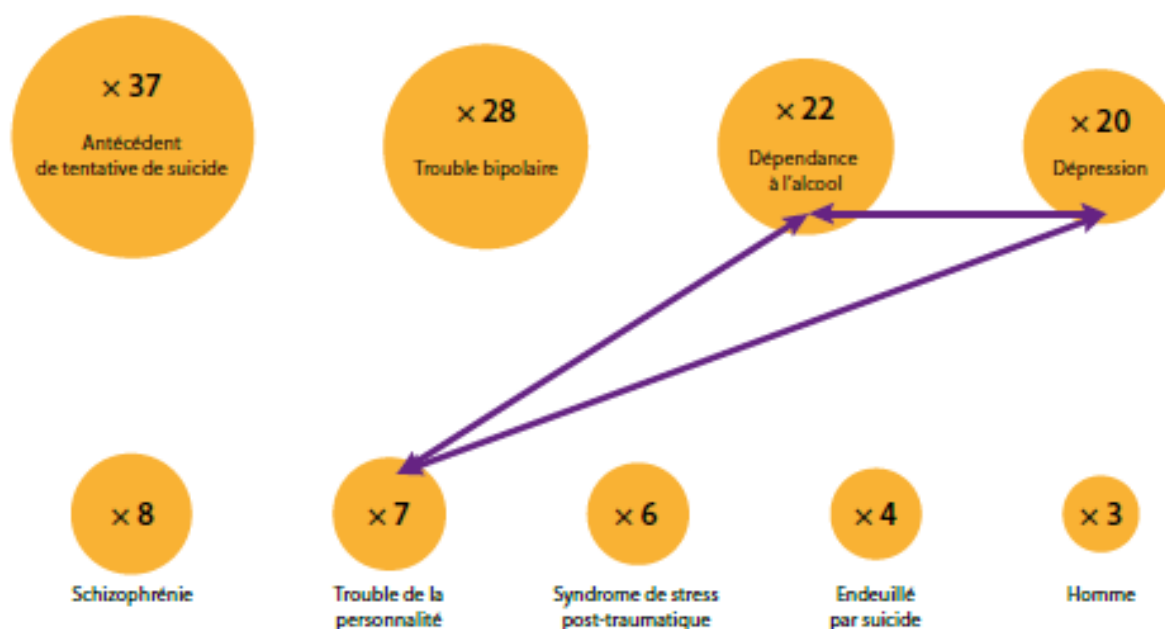 × 37
Antécédent
de tentative de suicide
× 28
Trouble bipolaire
× 22
Dépendance
à l'alcool
× 20
Dépression
× 8
Schizophrénie
× 7
Trouble de la
personnalité
× 6
Syndrome de stress
post-traumatique
× 4
Endeuillé
par suicide
× 3
Homme